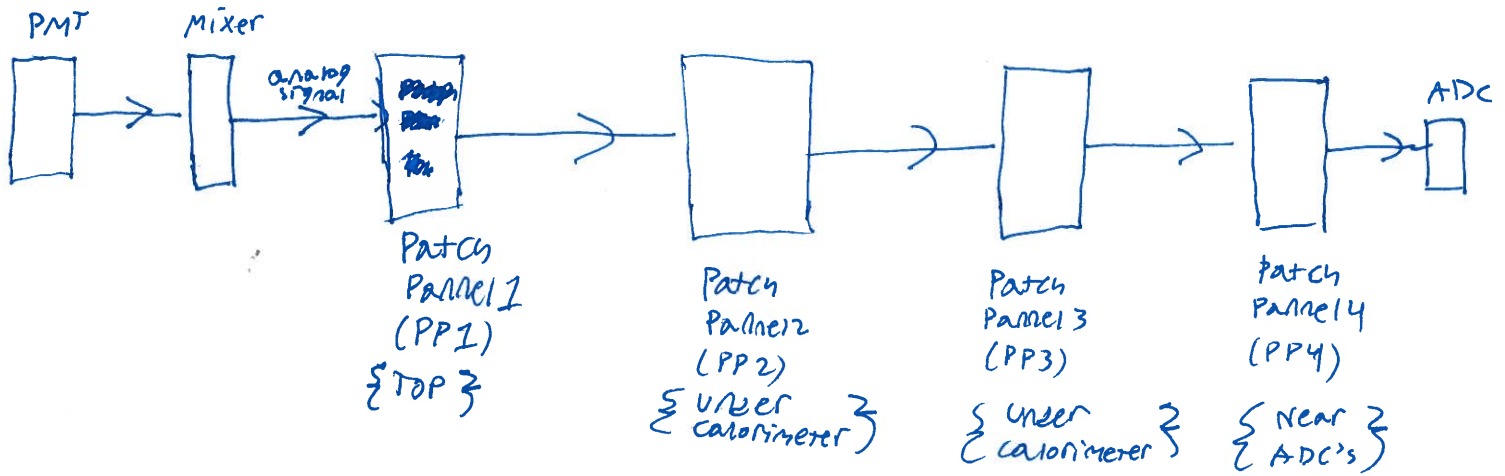 PMT
Mixer
analog
signal
Patch
Pannel 1
(PP1)
{TOP}
Patch
Pannel 2
(PP2)
{Under
calorimeter}
Patch
Pannel 3
(PP3)
{Under
calorimeter}
Patch
Pannel 4
(PP4)
{Near
ADC's}
ADC